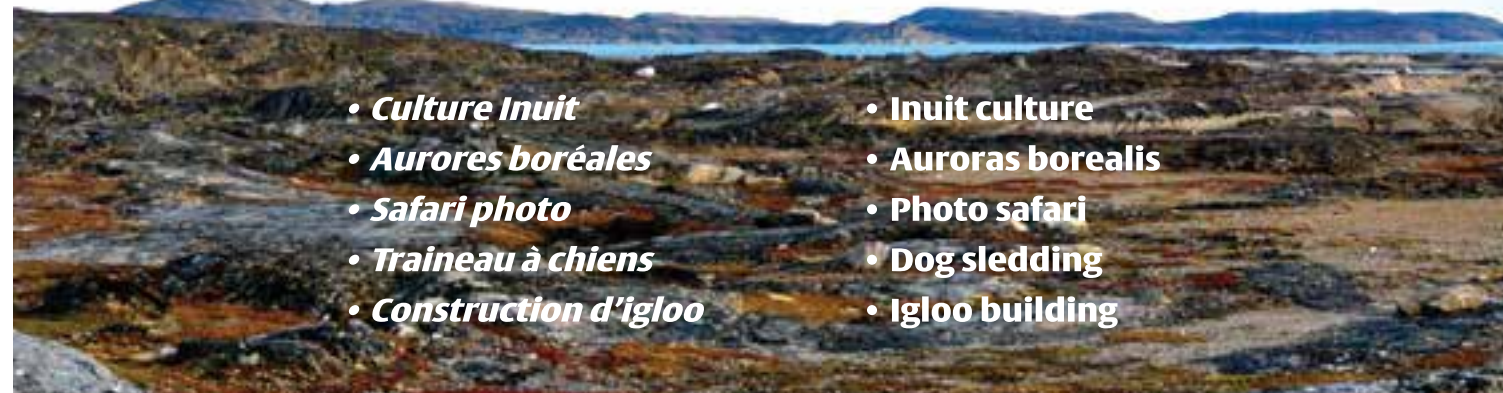 • Culture Inuit
• Aurores boréales
• Safari photo
• Traineau à chiens
• Construction d’igloo
• Inuit culture
• Auroras borealis
• Photo safari
• Dog sledding
• Igloo building